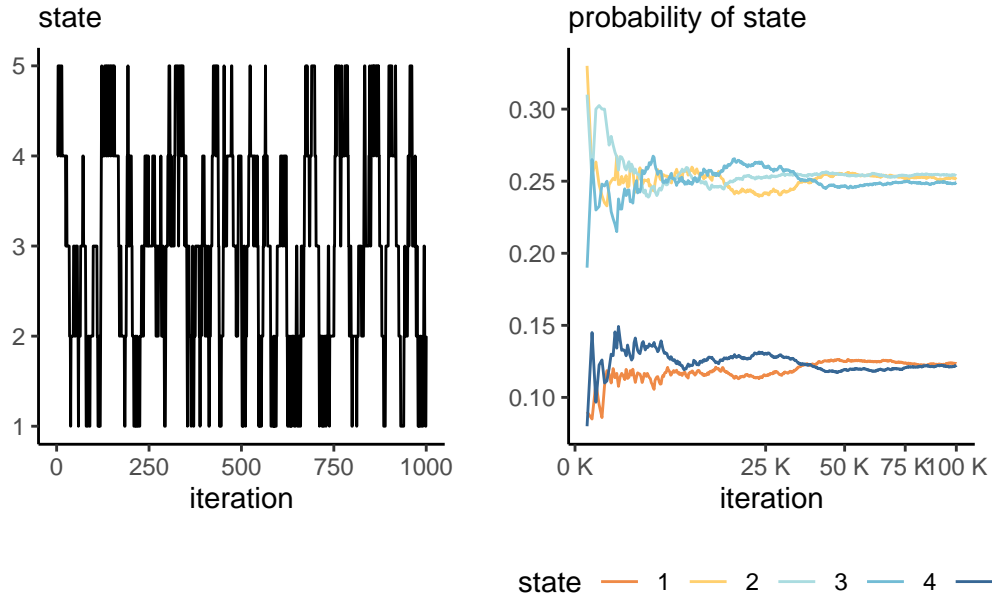 state
5
4
3
2
1
0 250 500 750 1000
iteration
probability of state
0.30
0.25
0.20
0.15
0.10
0 K 25 K 50 K 75 K 100 K
iteration
state 1 2 3 4